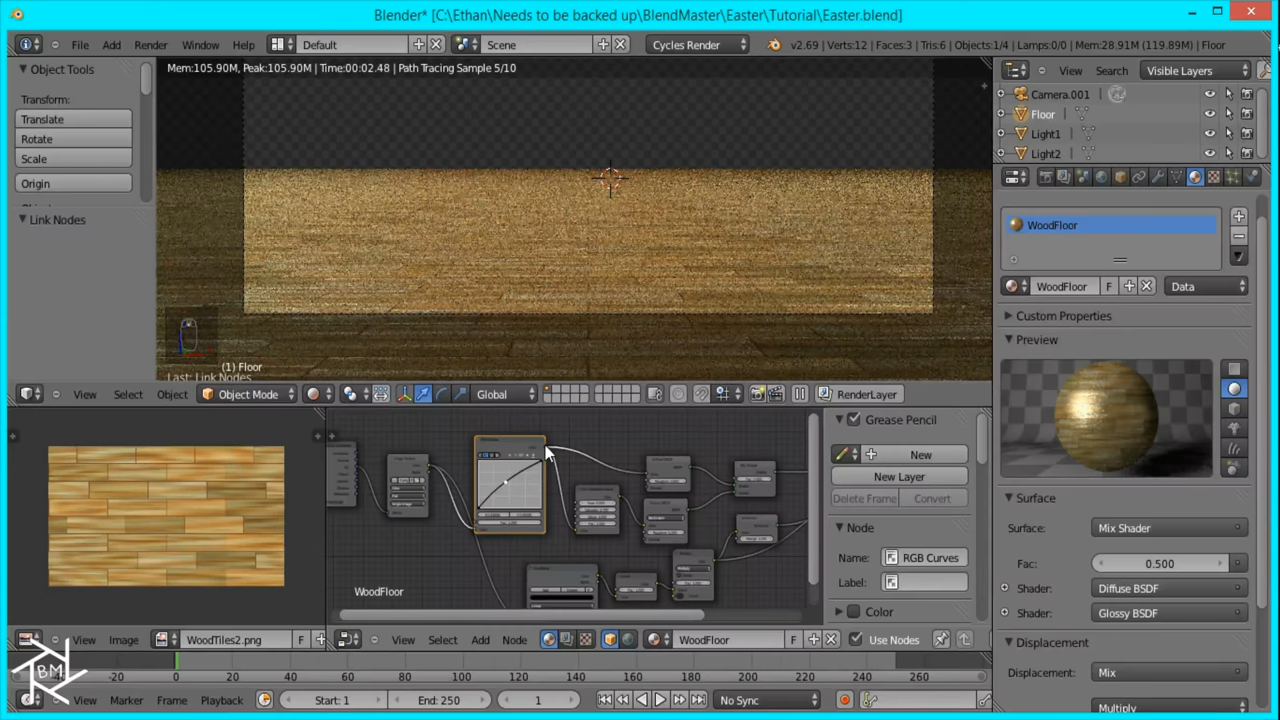 Blender* [C:\Ethan\Needs to be backed up\BlendMaster\Easter\Tutorial\Easter.blend]
File Add Render Window Help Default Scene Cycles Render v2.69 | Verts:12 | Faces:3 | Tris:6 | Objects:1/4 | Lamps:0/0 | Mem:28.91M (119.89M) | Floor
Object Tools
Transform:
Translate
Rotate
Scale
Origin
Link Nodes
Mem:105.90M, Peak:105.90M | Time:00:02.48 | Path Tracing Sample 5/10
(1) Floor
Last: Link Nodes
View Select Object Object Mode Global RenderLayer
View Search Visible Layers
Camera.001
Floor
Light1
Light2
WoodFloor
WoodFloor F Data
Custom Properties
Preview
Surface
Surface: Mix Shader
Fac: 0.500
Shader: Diffuse BSDF
Shader: Glossy BSDF
Displacement
Displacement: Mix
Multiply
WoodFloor
Grease Pencil
New
New Layer
Delete Frame Convert
Node
Name: RGB Curves
Label:
Color
View Image WoodTiles2.png F
View Select Add Node WoodFloor F Use Nodes
-20 0 20 40 60 80 100 120 140 160 180 200 220 240 260
View Marker Frame Playback Start: 1 End: 250 1 No Sync
BM